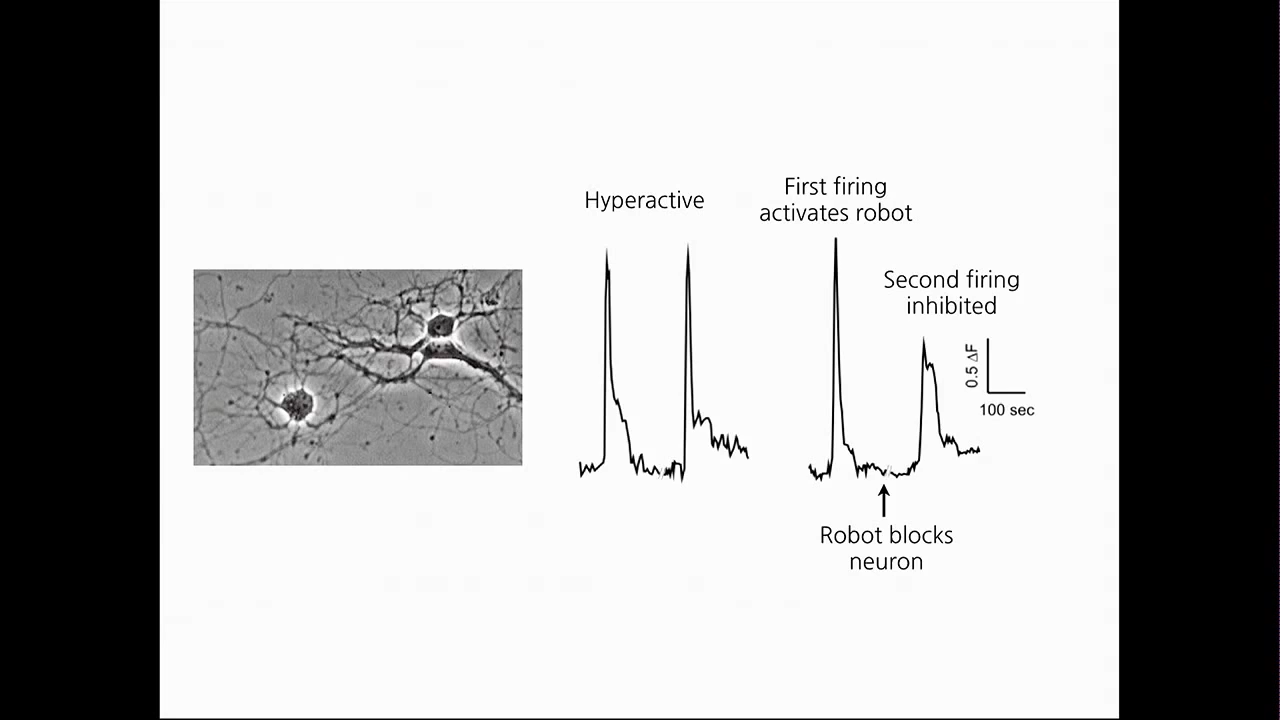 Hyperactive
First firing
activates robot
Second firing
inhibited
0.5 ΔF
100 sec
Robot blocks
neuron